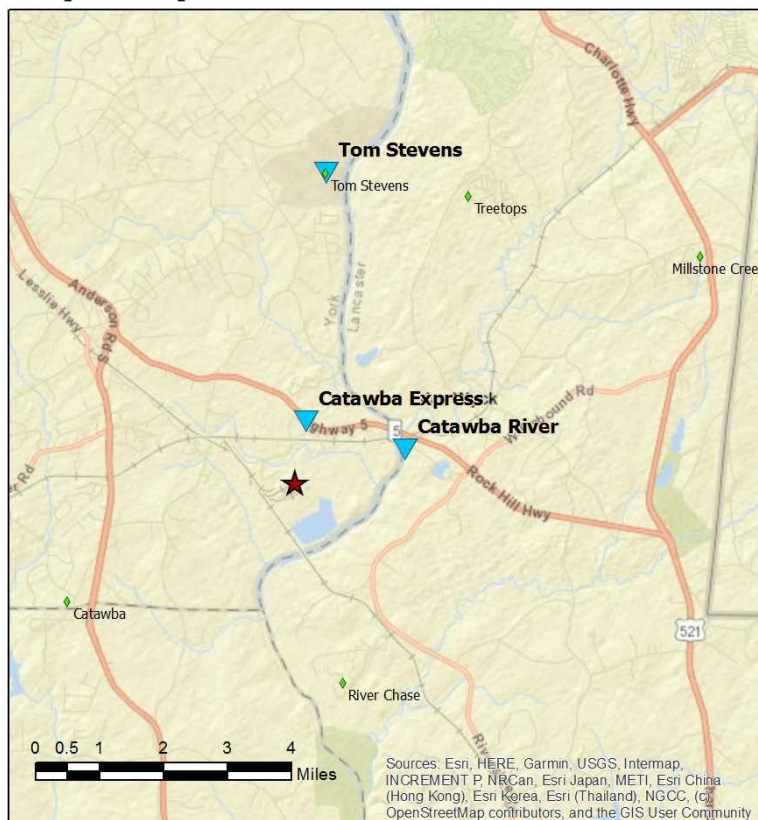 Charlotte Hwy
Tom Stevens
Tom Stevens
Treetops
Millstone Cree
York
Lancaster
Lesslie Hwy
Anderson Rd S
Catawba Express
ghway 5
5
Catawba River
Rock Hill Hwy
Rd
Catawba
521
River Chase
0 0.5 1 2 3 4
Miles
Sources: Esri, HERE, Garmin, USGS, Intermap,
INCREMENT P, NRCan, Esri Japan, METI, Esri China
(Hong Kong), Esri Korea, Esri (Thailand), NGCC, (c)
OpenStreetMap contributors, and the GIS User Community